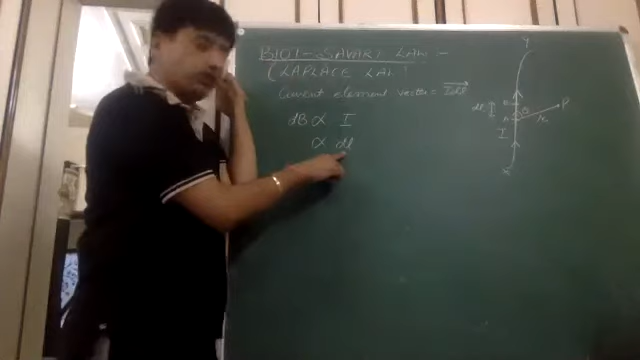 BIOT-SAVART LAW :-
(LAPLACE LAW
Current element vector = Idl
dB ∝ I
∝ dl
Y
dl
B
θ
P
A
r
I
X